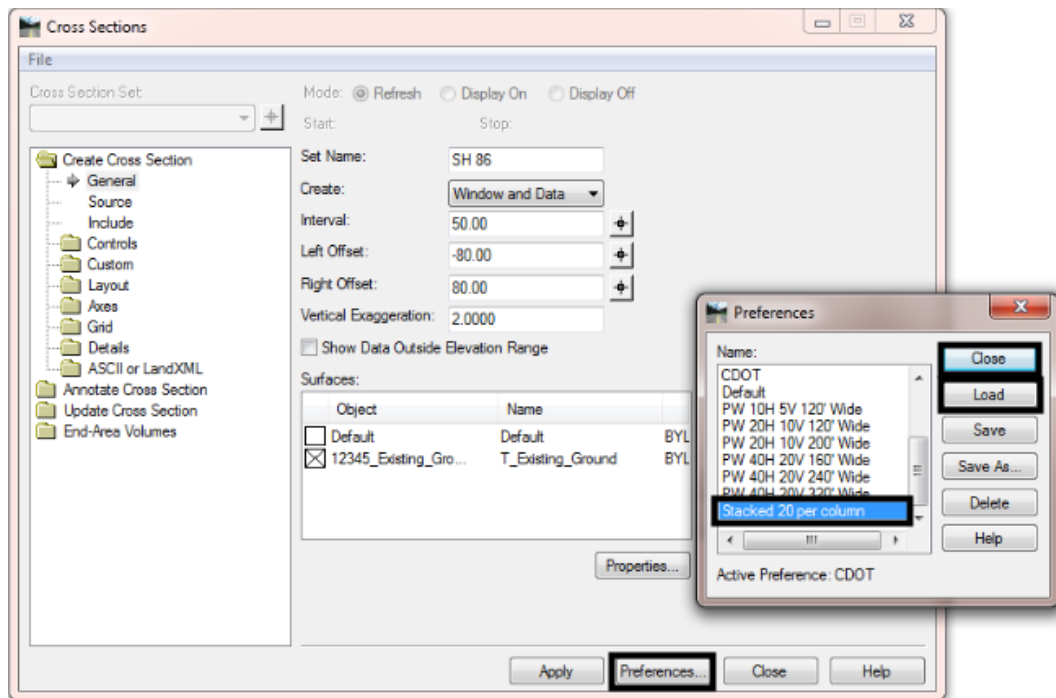 Cross Sections
File
Cross Section Set:
Mode: Refresh Display On Display Off
Start: Stop:
Create Cross Section
General
Source
Include
Controls
Custom
Layout
Axes
Grid
Details
ASCII or LandXML
Annotate Cross Section
Update Cross Section
End-Area Volumes
Set Name: SH 86
Create: Window and Data
Interval: 50.00
Left Offset: -80.00
Right Offset: 80.00
Vertical Exaggeration: 2.0000
Show Data Outside Elevation Range
Surfaces:
Object Name
Default Default BYL
12345_Existing_Gro... T_Existing_Ground BYL
Properties...
Apply Preferences... Close Help
Preferences
Name:
CDOT
Default
PW 10H 5V 120' Wide
PW 20H 10V 120' Wide
PW 20H 10V 200' Wide
PW 40H 20V 160' Wide
PW 40H 20V 240' Wide
PW 40H 20V 320' Wide
Stacked 20 per column
Close
Load
Save
Save As...
Delete
Help
Active Preference: CDOT